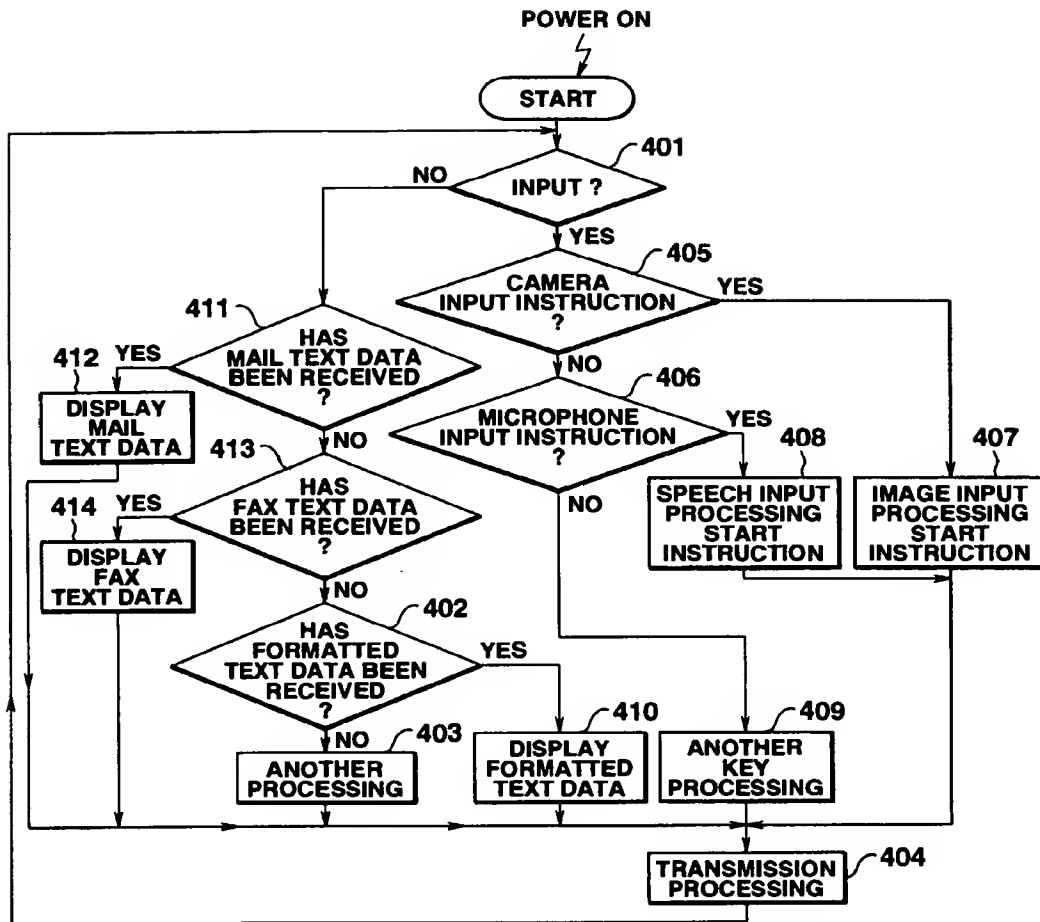 POWER ON
START
401
INPUT ?
NO
YES
405
CAMERA
INPUT INSTRUCTION
?
YES
NO
411
HAS
MAIL TEXT DATA
BEEN RECEIVED
?
YES
412
DISPLAY
MAIL
TEXT DATA
NO
406
MICROPHONE
INPUT INSTRUCTION
?
YES
NO
408
SPEECH INPUT
PROCESSING
START
INSTRUCTION
407
IMAGE INPUT
PROCESSING
START
INSTRUCTION
413
HAS
FAX TEXT DATA
BEEN RECEIVED
?
YES
414
DISPLAY
FAX
TEXT DATA
NO
402
HAS
FORMATTED
TEXT DATA BEEN
RECEIVED
?
YES
NO
403
ANOTHER
PROCESSING
410
DISPLAY
FORMATTED
TEXT DATA
409
ANOTHER
KEY
PROCESSING
404
TRANSMISSION
PROCESSING